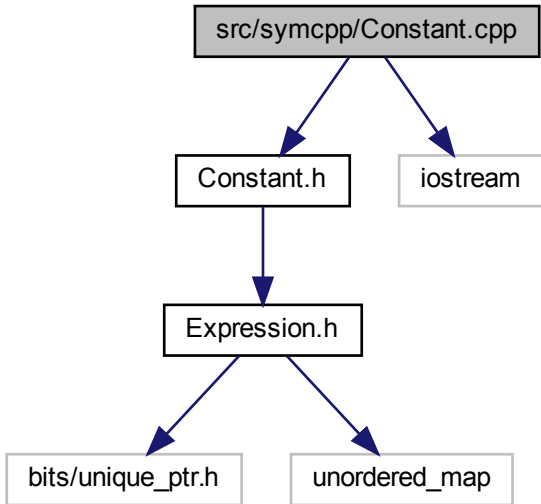 src/symcpp/Constant.cpp
Constant.h
iostream
Expression.h
bits/unique_ptr.h
unordered_map